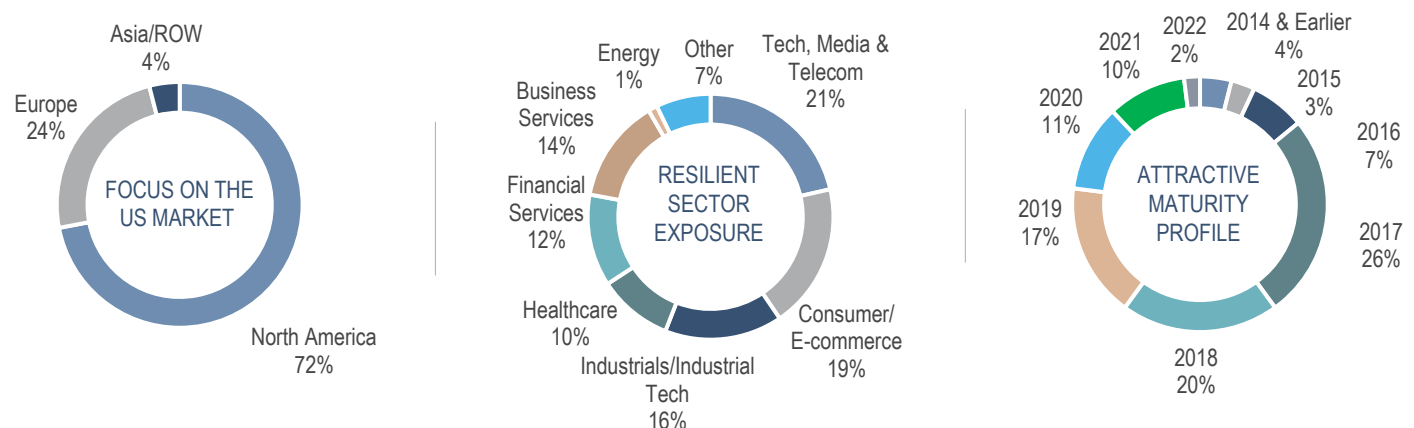 Asia/ROW
4%
Europe
24%
FOCUS ON THE
US MARKET
North America
72%
Energy
1%
Other
7%
Tech, Media &
Telecom
21%
Business
Services
14%
Financial
Services
12%
RESILIENT
SECTOR
EXPOSURE
Healthcare
10%
Industrials/Industrial
Tech
16%
Consumer/
E-commerce
19%
2022
2%
2014 & Earlier
4%
2021
10%
2015
3%
2020
11%
2016
7%
ATTRACTIVE
MATURITY
PROFILE
2019
17%
2017
26%
2018
20%